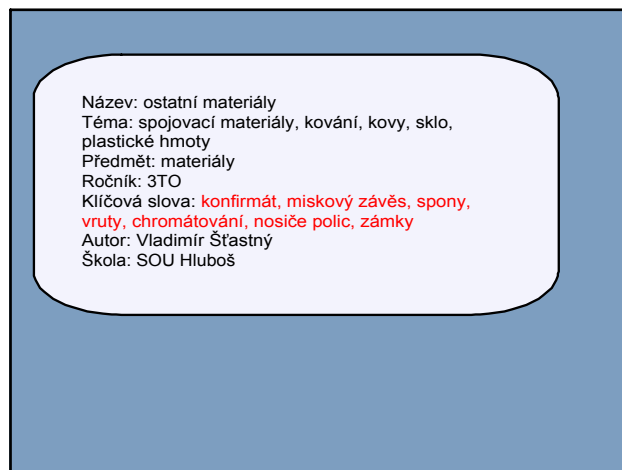 Název: ostatní materiály
Téma: spojovací materiály, kování, kovy, sklo,
plastické hmoty
Předmět: materiály
Ročník: 3TO
Klíčová slova: konfirmát, miskový závěs, spony,
vruty, chromátování, nosiče polic, zámky
Autor: Vladimír Šťastný
Škola: SOU Hluboš